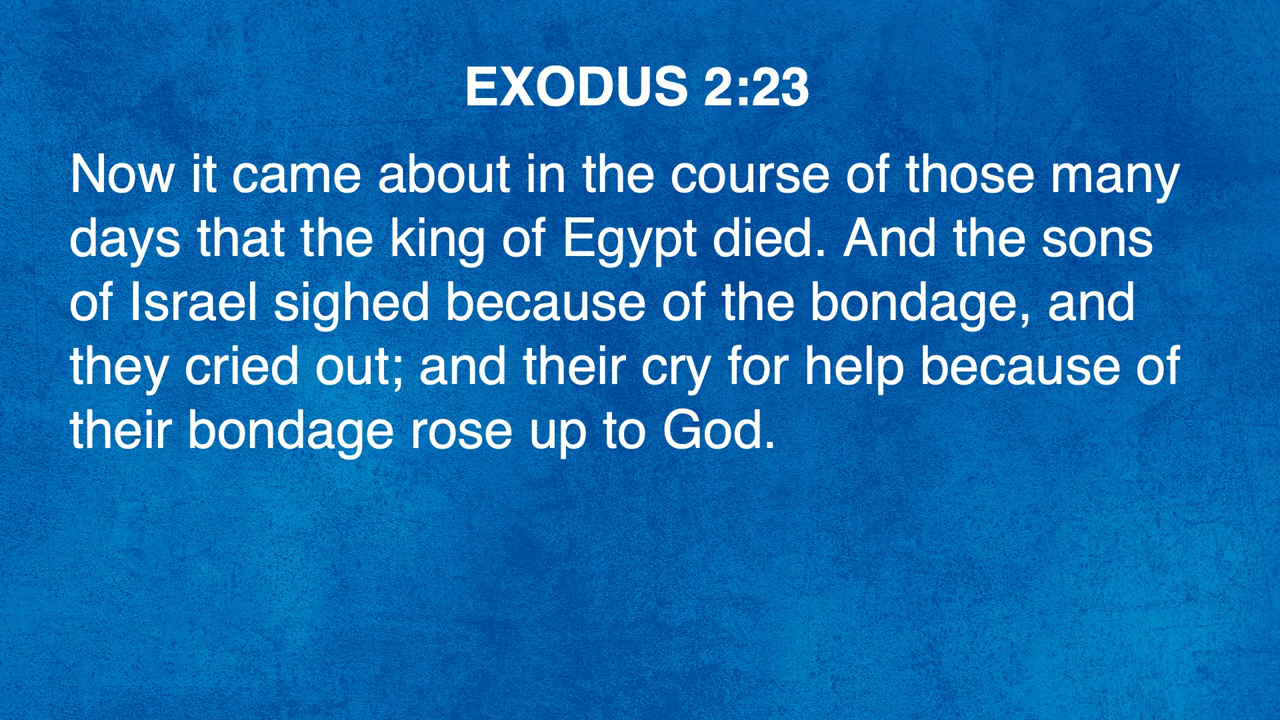 EXODUS 2:23
Now it came about in the course of those many
days that the king of Egypt died. And the sons
of Israel sighed because of the bondage, and
they cried out; and their cry for help because of
their bondage rose up to God.